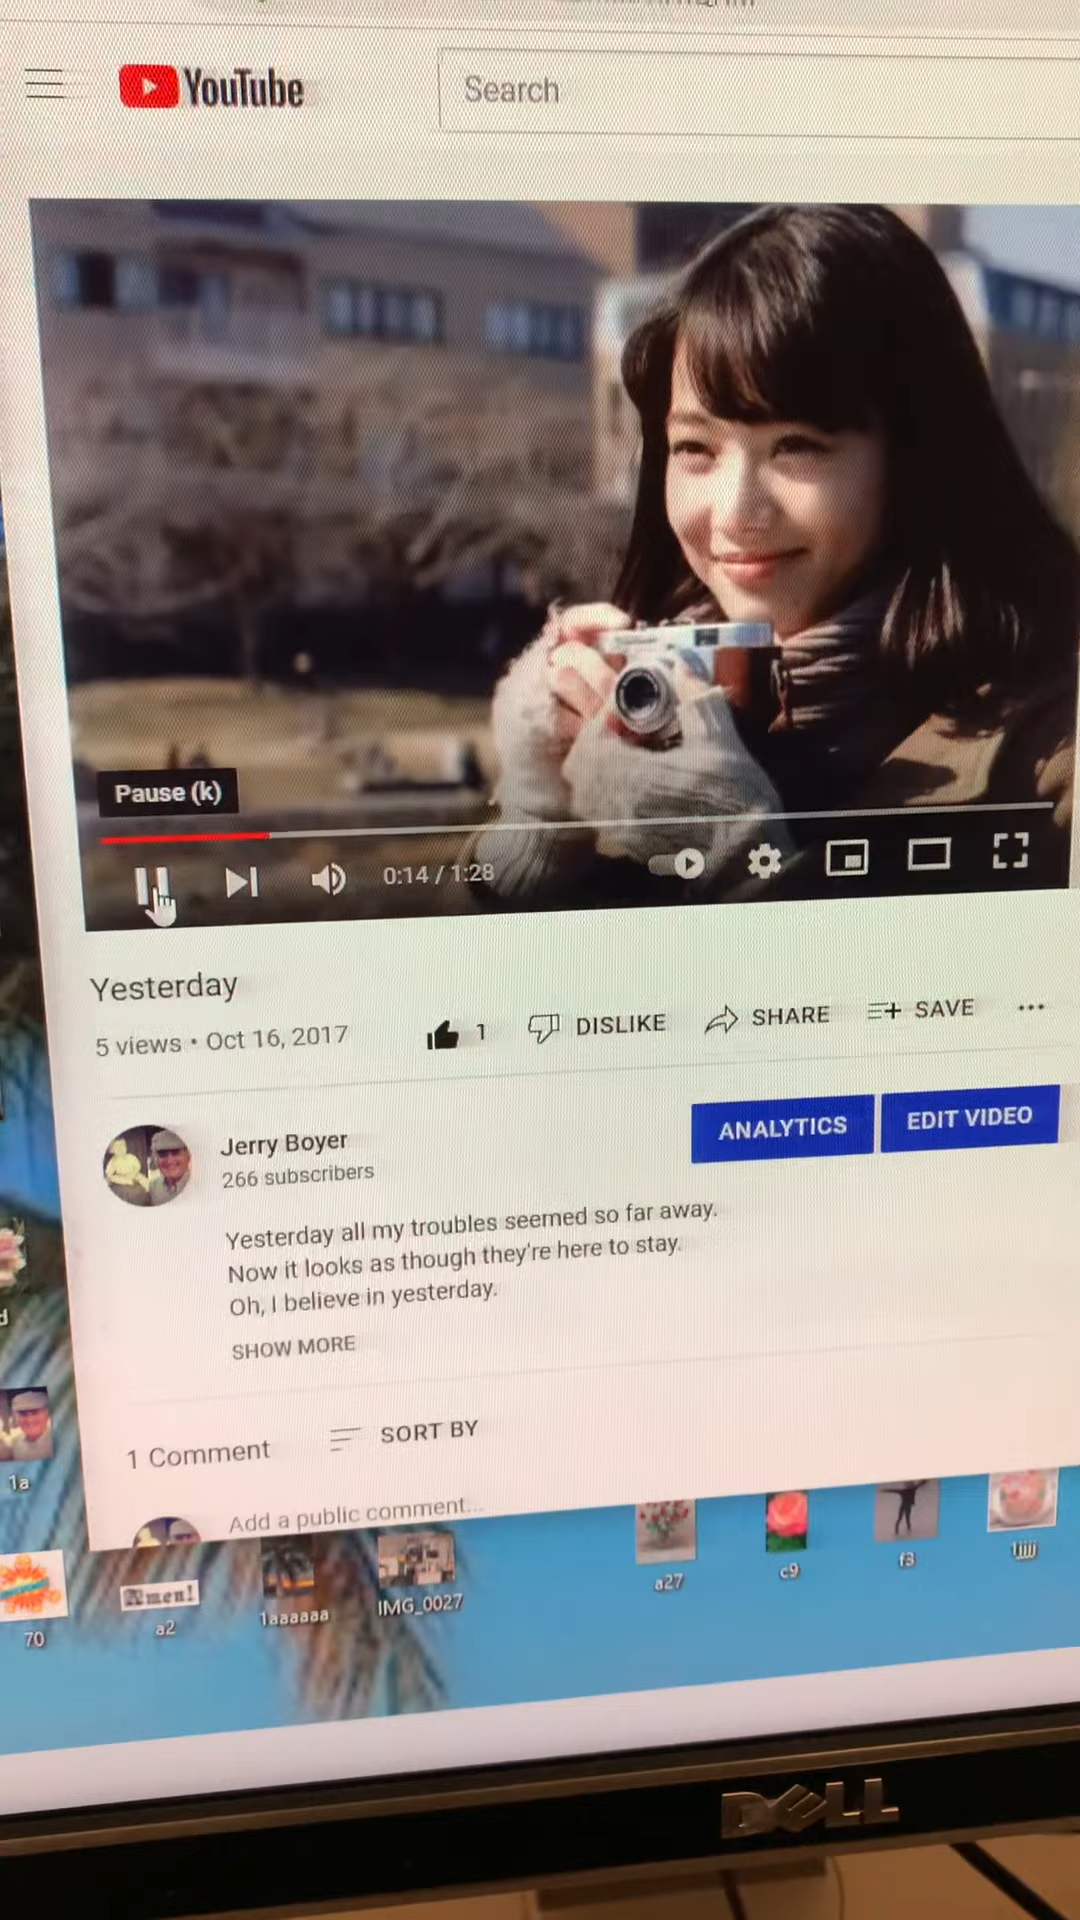 YouTube
Search
Pause (k)
0:14 / 1:28
Yesterday
5 views • Oct 16, 2017
1
DISLIKE
SHARE
SAVE
Jerry Boyer
266 subscribers
ANALYTICS
EDIT VIDEO
Yesterday all my troubles seemed so far away.
Now it looks as though they're here to stay.
Oh, I believe in yesterday.
SHOW MORE
1 Comment
SORT BY
Add a public comment...
1a
70
Amen!
a2
1aaaaaa
IMG_0027
a27
c9
f3
DELL